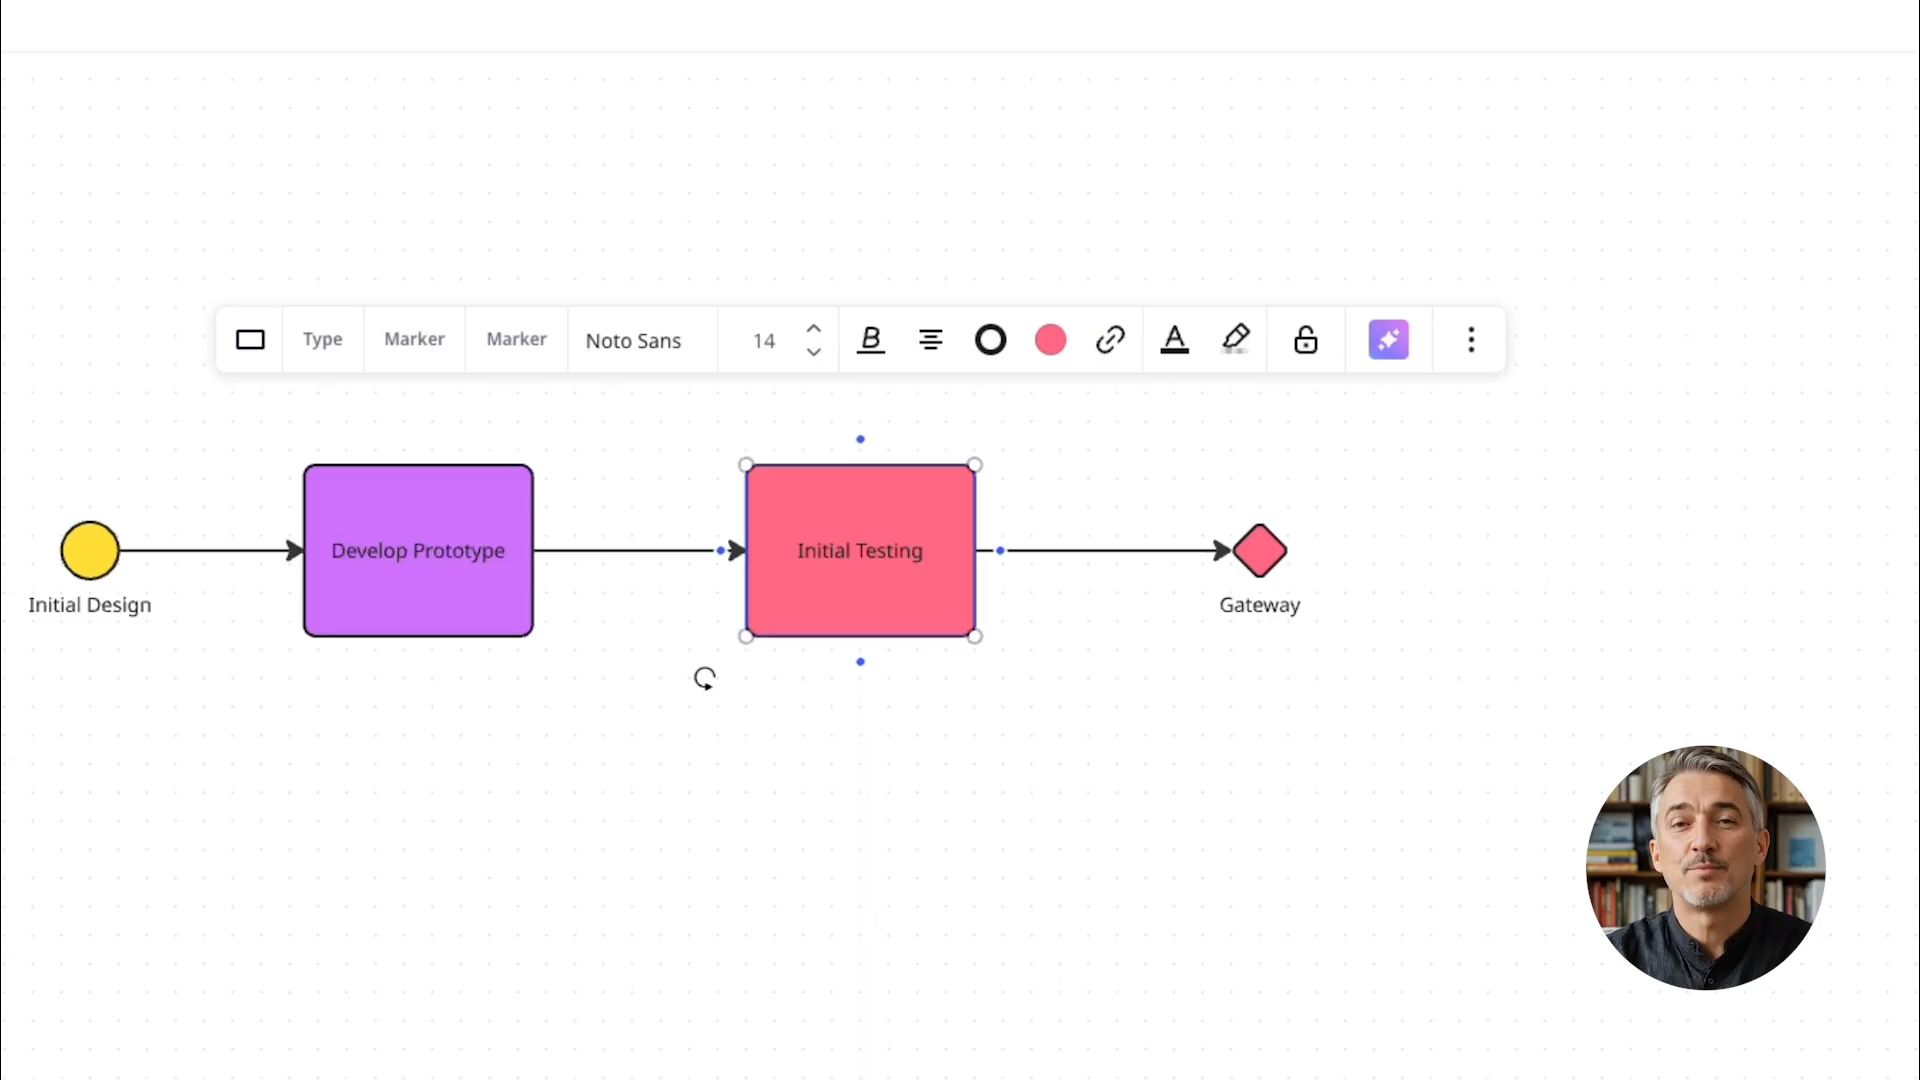 Type
Marker
Marker
Noto Sans
14
B
A
Develop Prototype
Initial Testing
Initial Design
Gateway